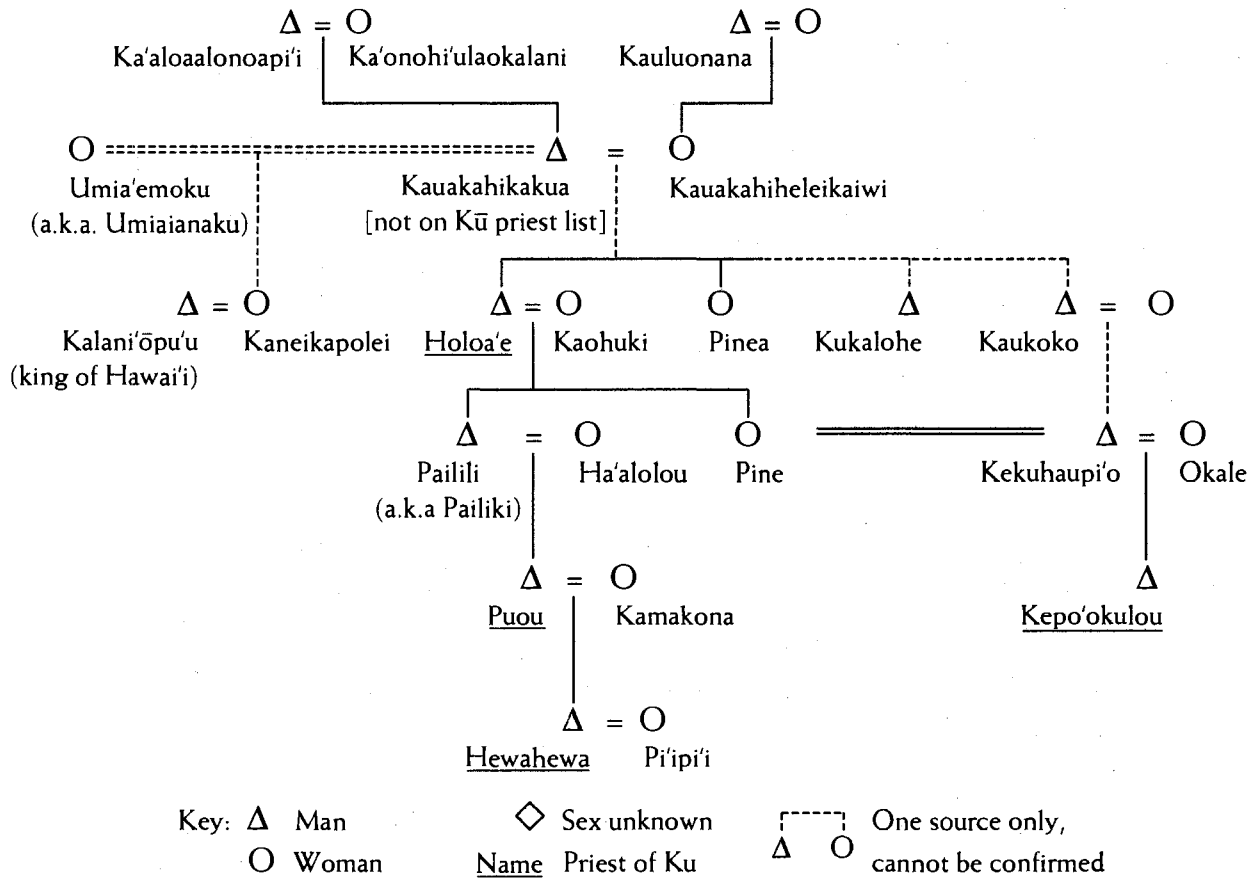 Δ = O Δ = O
Ka'aloaalonoapi'i Ka'onohi'ulaokalani Kauluonana
O Δ = O
Umia'emoku Kauakahikakua Kauakahiheleikaiwi
(a.k.a. Umiaianaku) [not on Kū priest list]
Δ = O Δ = O O Δ Δ = O
Kalani'ōpu'u Kaneikapolei Holoa'e Kaohuki Pinea Kukalohe Kaukoko
(king of Hawai'i)
Δ = O O Δ = O
Pailili Ha'alolou Pine Kekuhaupi'o Okale
(a.k.a Pailiki)
Δ = O Δ
Puou Kamakona Kepo'okulou
Δ = O
Hewahewa Pi'ipi'i
Key: Δ Man ◇ Sex unknown Δ O One source only,
O Woman Name Priest of Ku cannot be confirmed